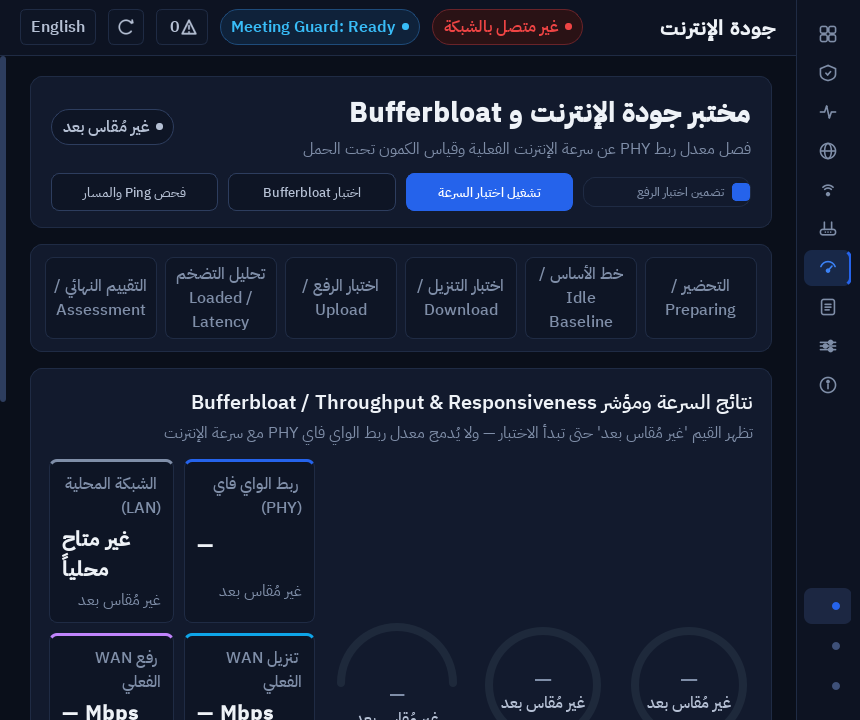 جودة الإنترنت
غير متصل بالشبكة
Meeting Guard: Ready
0
English
مختبر جودة الإنترنت و Bufferbloat
فصل معدل ربط PHY عن سرعة الإنترنت الفعلية وقياس الكمون تحت الحمل
غير مُقاس بعد
تضمين اختبار الرفع
تشغيل اختبار السرعة
اختبار Bufferbloat
فحص Ping والمسار
التحضير /
Preparing
خط الأساس /
Idle
Baseline
اختبار التنزيل /
Download
اختبار الرفع /
Upload
تحليل التضخم
/ Loaded
Latency
التقييم النهائي /
Assessment
نتائج السرعة ومؤشر Bufferbloat / Throughput & Responsiveness
تظهر القيم 'غير مُقاس بعد' حتى تبدأ الاختبار — ولا يُدمج معدل ربط الواي فاي PHY مع سرعة الإنترنت
—
غير مُقاس بعد
—
غير مُقاس بعد
—
غير مُقاس بعد
ربط الواي فاي
(PHY)
—
غير مُقاس بعد
الشبكة المحلية
(LAN)
غير متاح
محلياً
غير مُقاس بعد
تنزيل WAN
الفعلي
— Mbps
رفع WAN
الفعلي
— Mbps